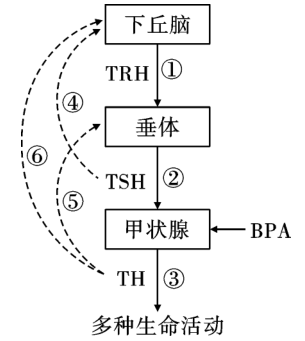 下丘脑
TRH ①
④
垂体
⑥
TSH ②
⑤
甲状腺 BPA
TH ③
多种生命活动